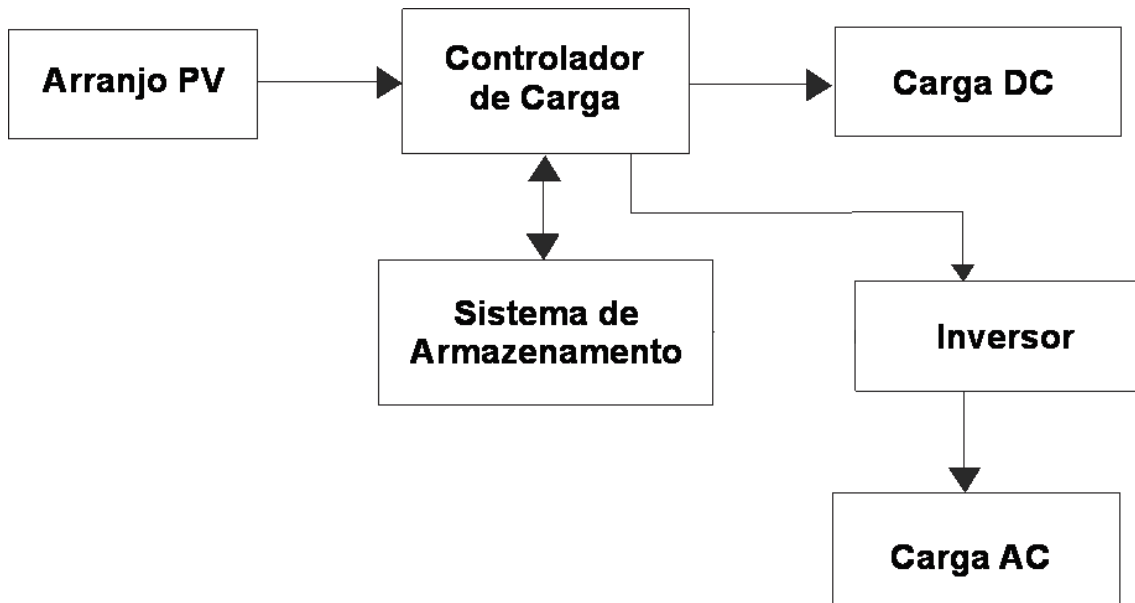 Arranjo PV
Controlador
de Carga
Carga DC
Sistema de
Armazenamento
Inversor
Carga AC